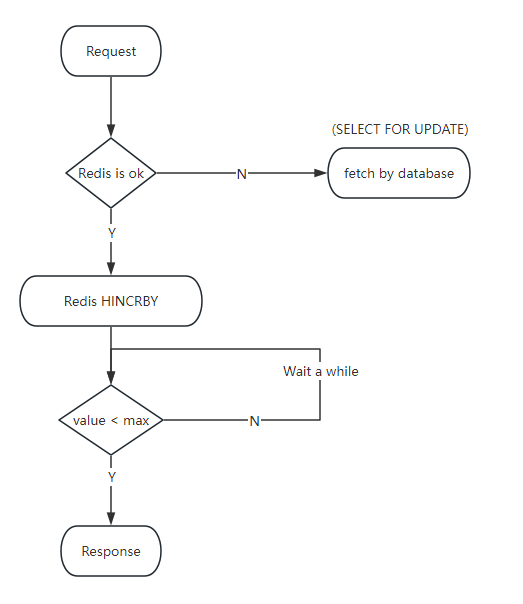 Request
(SELECT FOR UPDATE)
Redis is ok
N
fetch by database
Y
Redis HINCRBY
Wait a while
value < max
N
Y
Response